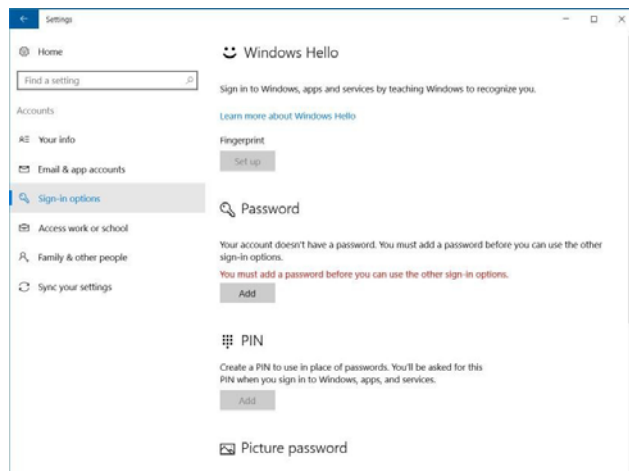 Settings
Home
Find a setting
Accounts
Your info
Email & app accounts
Sign-in options
Access work or school
Family & other people
Sync your settings
Windows Hello
Sign in to Windows, apps and services by teaching Windows to recognize you.
Learn more about Windows Hello
Fingerprint
Set up
Password
Your account doesn't have a password. You must add a password before you can use the other
sign-in options.
You must add a password before you can use the other sign-in options.
Add
PIN
Create a PIN to use in place of passwords. You'll be asked for this
PIN when you sign in to Windows, apps, and services.
Add
Picture password